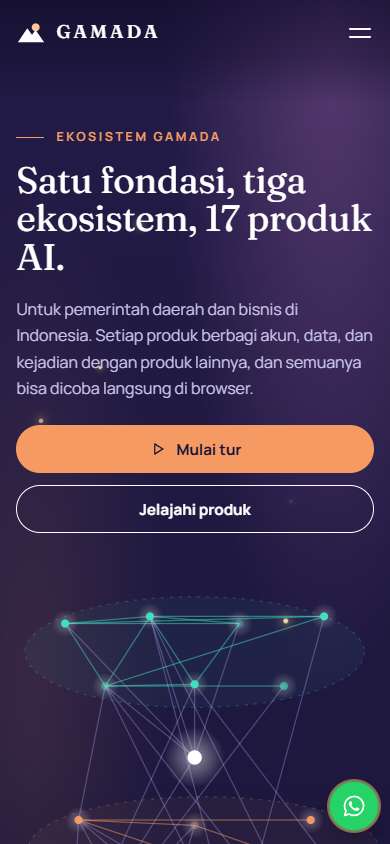 GAMADA
EKOSISTEM GAMADA
Satu fondasi, tiga
ekosistem, 17 produk
AI.
Untuk pemerintah daerah dan bisnis di
Indonesia. Setiap produk berbagi akun, data, dan
kejadian dengan produk lainnya, dan semuanya
bisa dicoba langsung di browser.
Mulai tur
Jelajahi produk